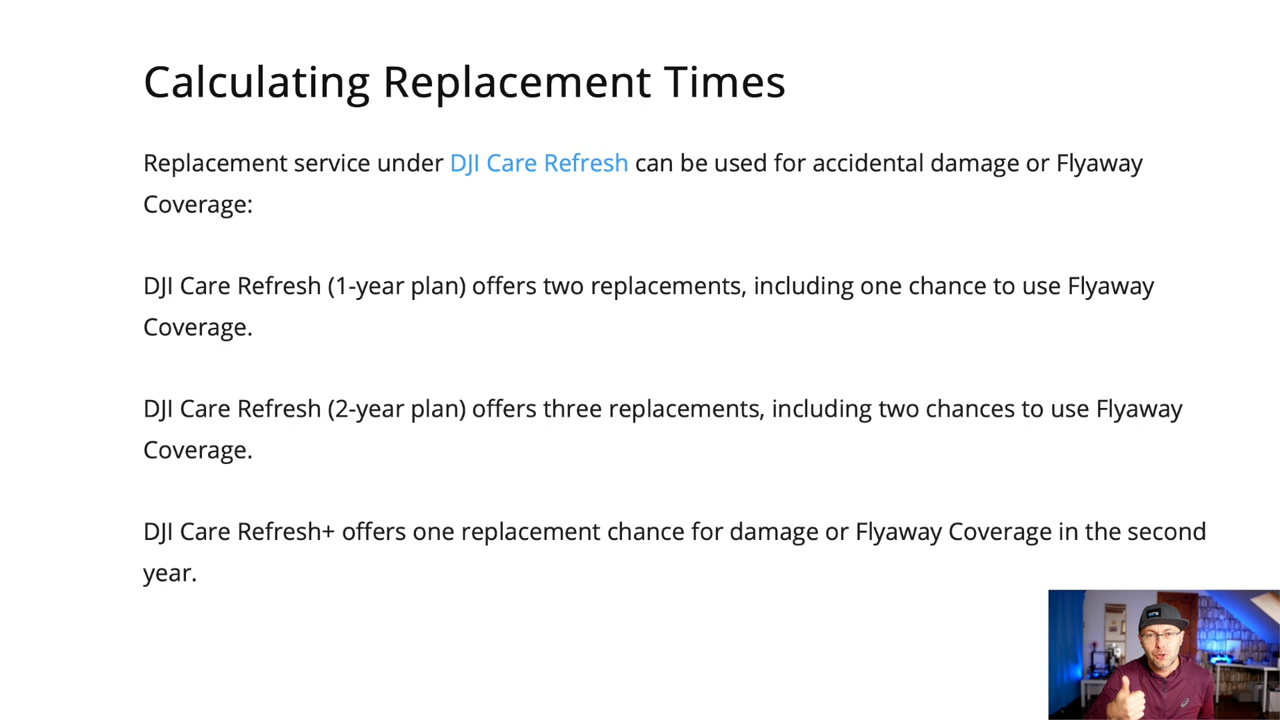 Calculating Replacement Times
Replacement service under DJI Care Refresh can be used for accidental damage or Flyaway
Coverage:
DJI Care Refresh (1-year plan) offers two replacements, including one chance to use Flyaway
Coverage.
DJI Care Refresh (2-year plan) offers three replacements, including two chances to use Flyaway
Coverage.
DJI Care Refresh+ offers one replacement chance for damage or Flyaway Coverage in the second
year.